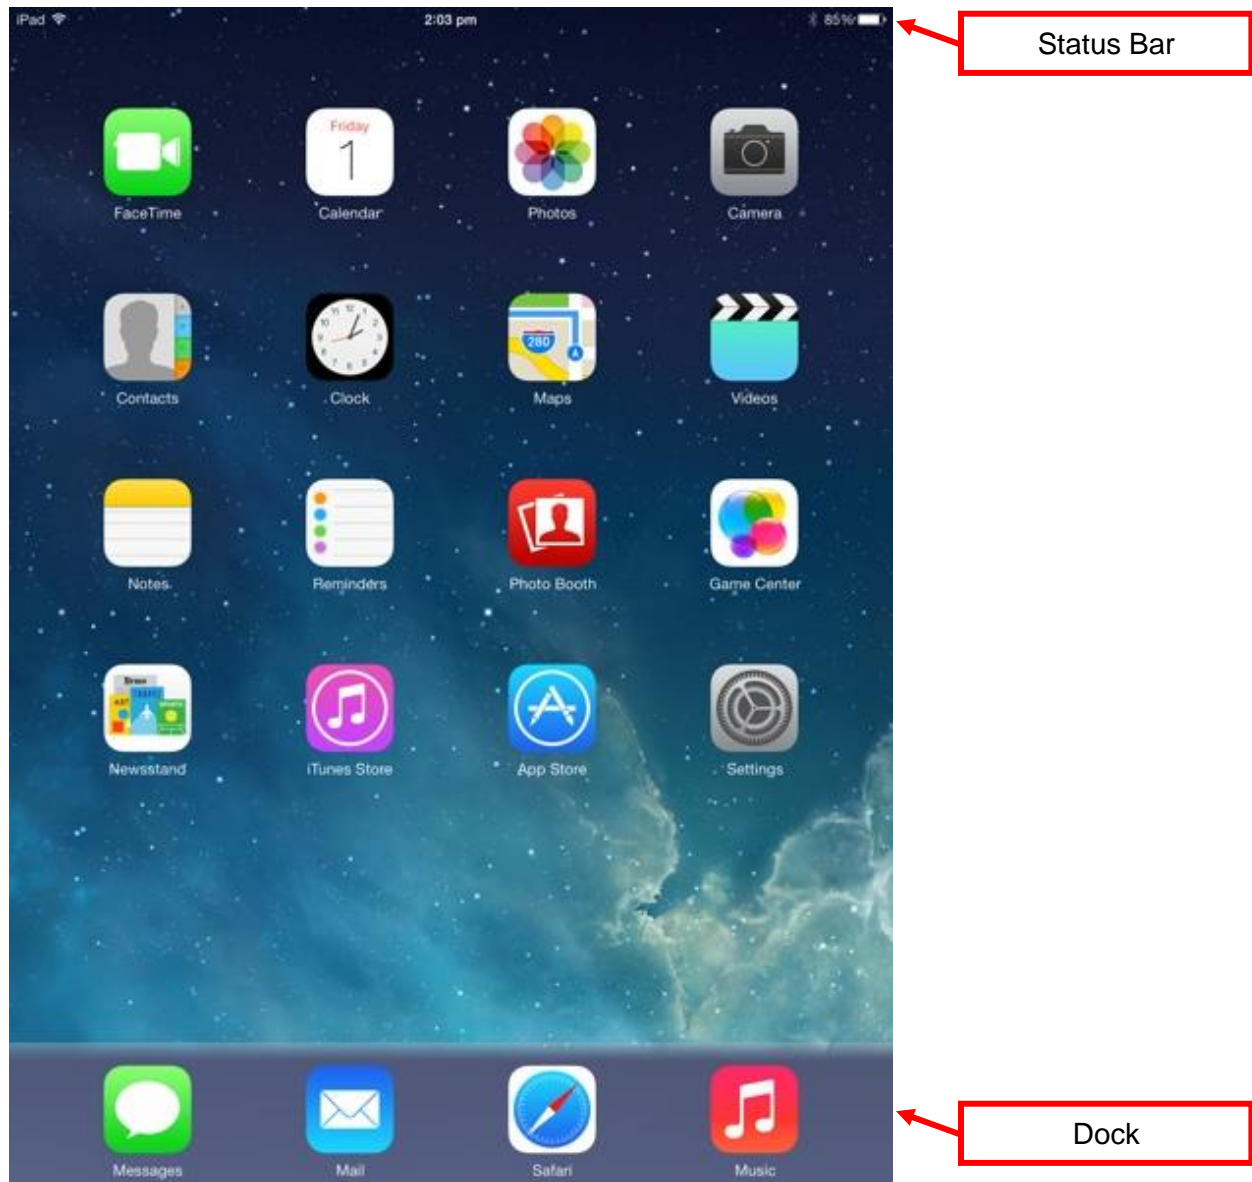 iPad 2:03 pm 85%
Status Bar
Friday
1
FaceTime Calendar Photos Camera
280
A
Contacts Clock Maps Videos
Notes Reminders Photo Booth Game Center
Newsstand iTunes Store App Store Settings
Messages Mail Safari Music
Dock